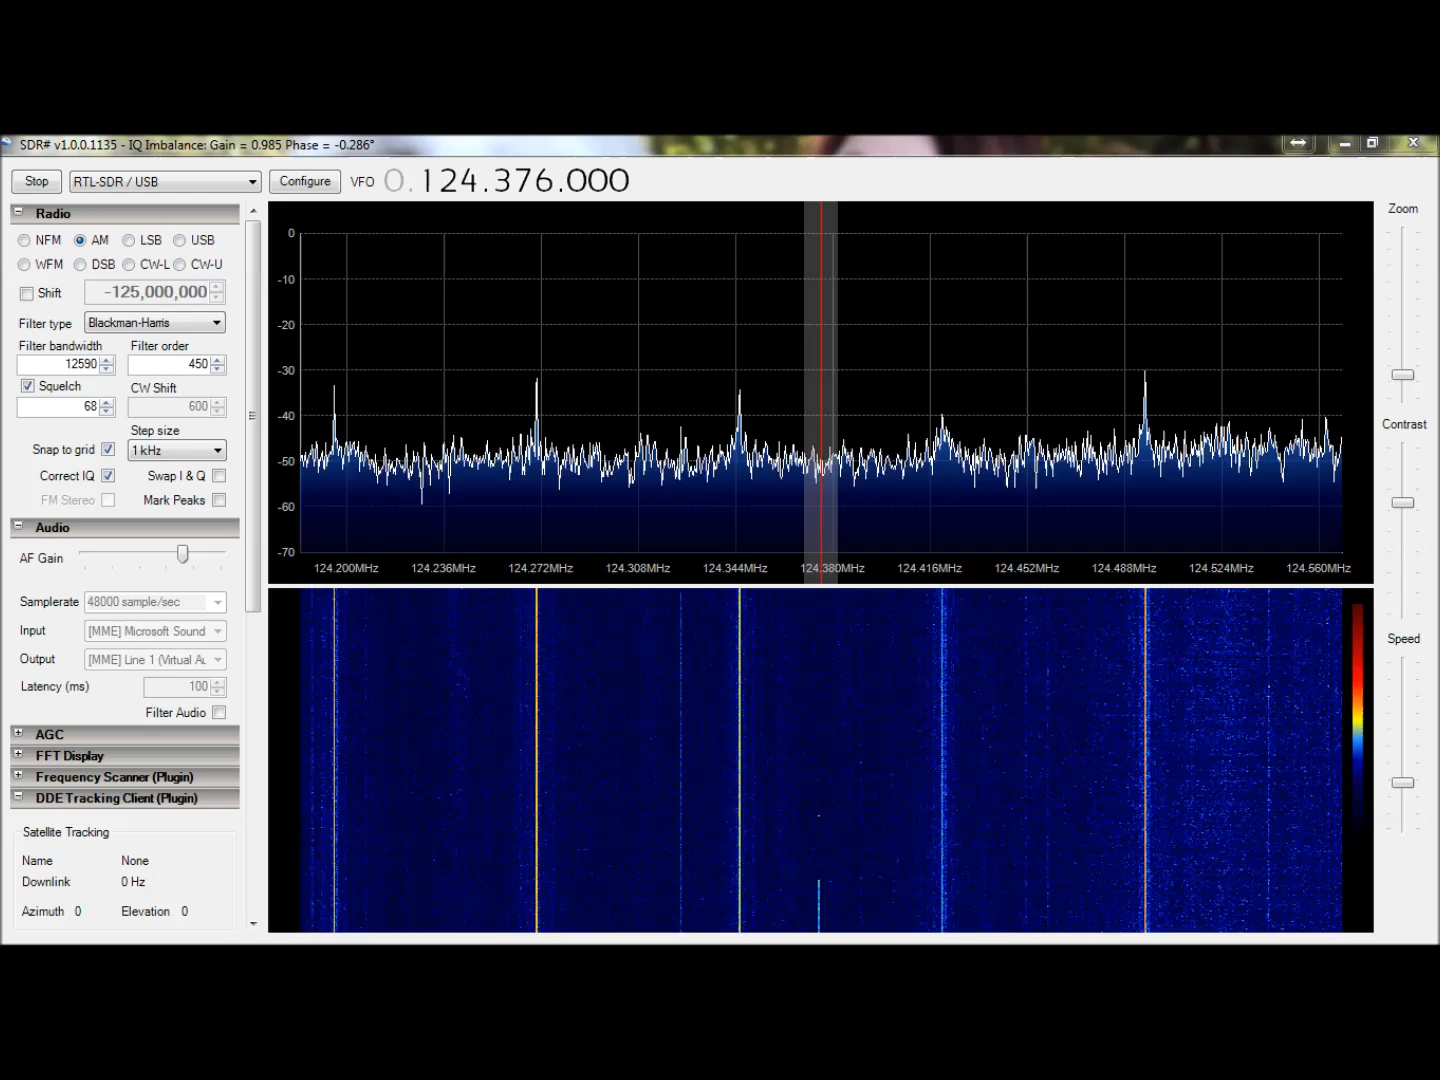 SDR# v1.0.0.1135 - IQ Imbalance: Gain = 0.985 Phase = -0.286°
Stop RTL-SDR / USB Configure VFO 0.124.376.000
Radio
NFM AM LSB USB
WFM DSB CW-L CW-U
Shift -125,000,000
Filter type Blackman-Harris
Filter bandwidth Filter order
12590 450
Squelch CW Shift
68 600
Step size
Snap to grid 1 kHz
Correct IQ Swap I & Q
FM Stereo Mark Peaks
Audio
AF Gain
Samplerate 48000 sample/sec
Input [MME] Microsoft Sound
Output [MME] Line 1 (Virtual Au
Latency (ms) 100
Filter Audio
AGC
FFT Display
Frequency Scanner (Plugin)
DDE Tracking Client (Plugin)
Satellite Tracking
Name None
Downlink 0 Hz
Azimuth 0 Elevation 0
0
-10
-20
-30
-40
-50
-60
-70
124.200MHz 124.236MHz 124.272MHz 124.308MHz 124.344MHz 124.380MHz 124.416MHz 124.452MHz 124.488MHz 124.524MHz 124.560MHz
Zoom
Contrast
Speed